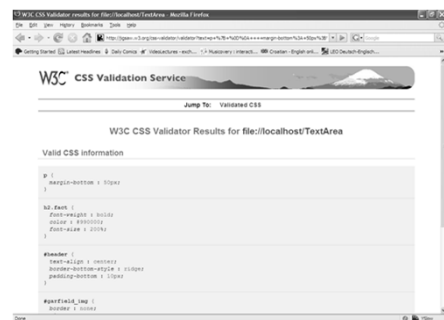 W3C CSS Validator results for file://localhost/TextArea - Mozilla Firefox
File Edit View History Bookmarks Tools Help
Getting Started Latest Headlines Daily Comics
W3C CSS Validation Service
Jump To: Validated CSS
W3C CSS Validator Results for file://localhost/TextArea
Valid CSS information
p {
margin-bottom : 50px;
}
h2.fact {
font-weight : bold;
color : #990000;
font-size : 200%;
}
#header {
text-align : center;
border-bottom-style : ridge;
padding-bottom : 10px;
}
#garfield_img {
border : none;
Done